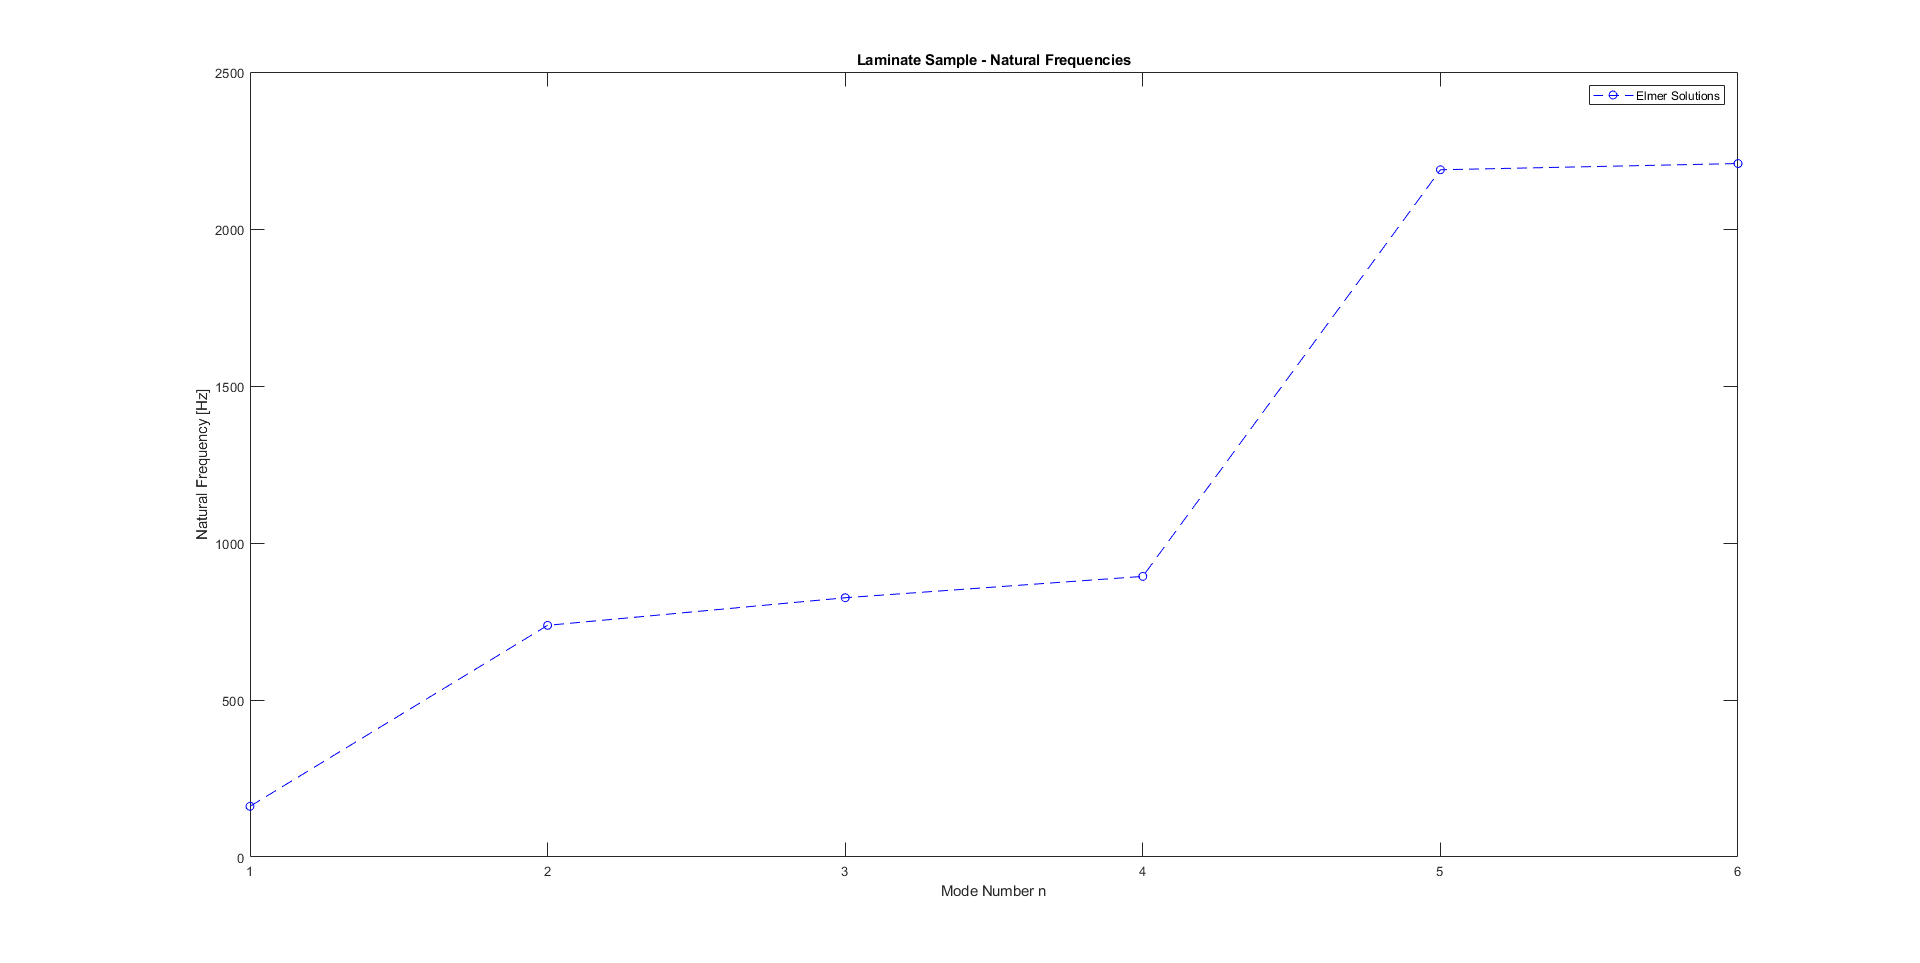 Laminate Sample - Natural Frequencies
Elmer Solutions
2500
2000
1500
1000
500
0
Natural Frequency [Hz]
1 2 3 4 5 6
Mode Number n